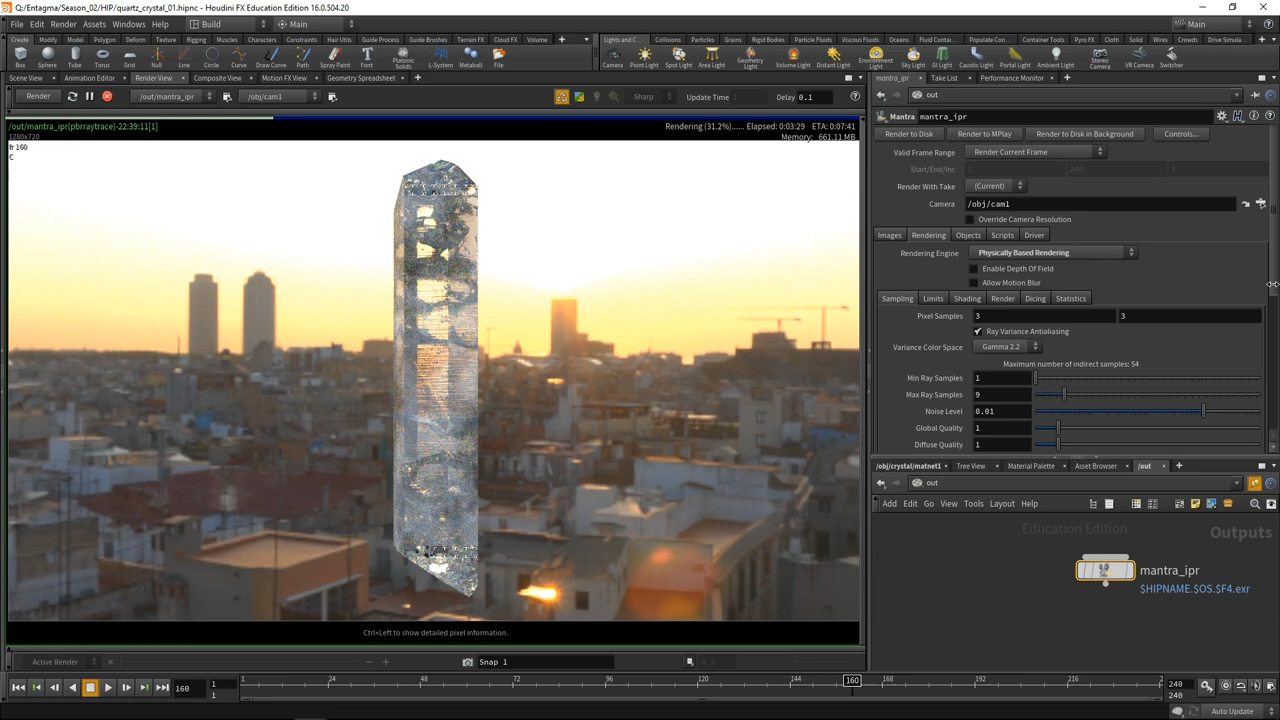 Q:/Entagma/Season_02/HIP/quartz_crystal_01.hipnc - Houdini FX Education Edition 16.0.504.20
File Edit Render Assets Windows Help Build Main Main
Create Modify Model Polygon Deform Texture Rigging Muscles Characters Constraints Hair Utils Guide Process Guide Brushes Terrain FX Cloud FX Volume
Lights and C... Collisions Particles Grains Rigid Bodies Particle Fluids Viscous Fluids Oceans Fluid Contai... Populate Con... Container Tools Pyro FX Cloth Solid Wires Crowds Drive Simula...
Box Sphere Tube Torus Grid Null Line Circle Curve Draw Curve Path Spray Paint Font Platonic Solids L-System Metaball File
Camera Point Light Spot Light Area Light Geometry Light Volume Light Distant Light Environment Light Sky Light GI Light Caustic Light Portal Light Ambient Light Stereo Camera VR Camera Switcher
Scene View Animation Editor Render View Composite View Motion FX View Geometry Spreadsheet
mantra_ipr Take List Performance Monitor
Render /out/mantra_ipr /obj/cam1 Sharp Update Time Delay 0.1
out
/out/mantra_ipr(pbrraytrace)-22:39:11[1]
1280x720
fr 160
C
Rendering (31.2%)...... Elapsed: 0:03:29 ETA: 0:07:41
Memory: 661.11 MB
Mantra mantra_ipr
Render to Disk Render to MPlay Render to Disk in Background Controls...
Valid Frame Range Render Current Frame
Start/End/Inc 1 240 1
Render With Take (Current)
Camera /obj/cam1
Override Camera Resolution
Images Rendering Objects Scripts Driver
Rendering Engine Physically Based Rendering
Enable Depth Of Field
Allow Motion Blur
Sampling Limits Shading Render Dicing Statistics
Pixel Samples 3 3
Ray Variance Antialiasing
Variance Color Space Gamma 2.2
Maximum number of indirect samples: 54
Min Ray Samples 1
Max Ray Samples 9
Noise Level 0.01
Global Quality 1
Diffuse Quality 1
/obj/crystal/matnet1 Tree View Material Palette Asset Browser /out
out
Add Edit Go View Tools Layout Help
Education Edition
Outputs
mantra_ipr
$HIPNAME.$OS.$F4.exr
Ctrl+Left to show detailed pixel information.
Active Render Snap 1 0.5
160 1 1 1 24 48 72 96 120 144 160 168 192 216 2 240 240
Auto Update